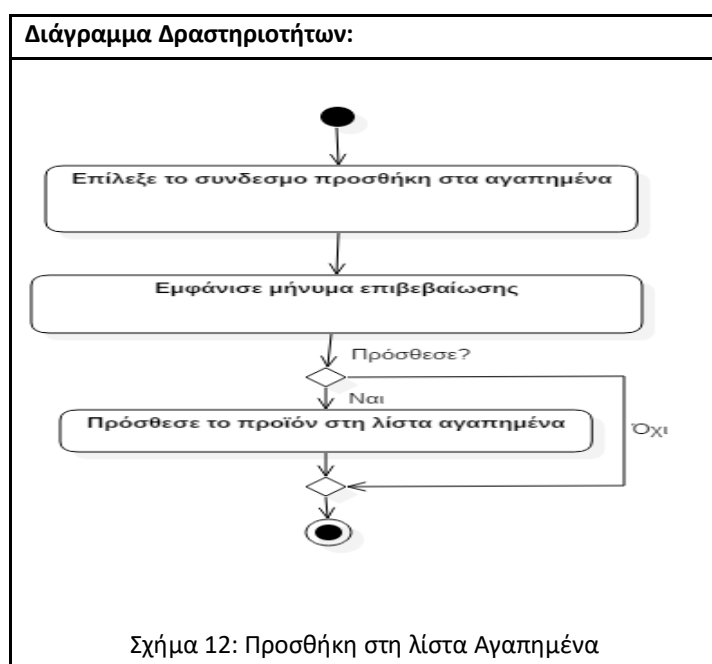 Διάγραμμα Δραστηριοτήτων:
Επίλεξε το συνδεσμο προσθήκη στα αγαπημένα
Εμφάνισε μήνυμα επιβεβαίωσης
Πρόσθεσε?
Ναι
Πρόσθεσε το προϊόν στη λίστα αγαπημένα
Όχι
Σχήμα 12: Προσθήκη στη λίστα Αγαπημένα